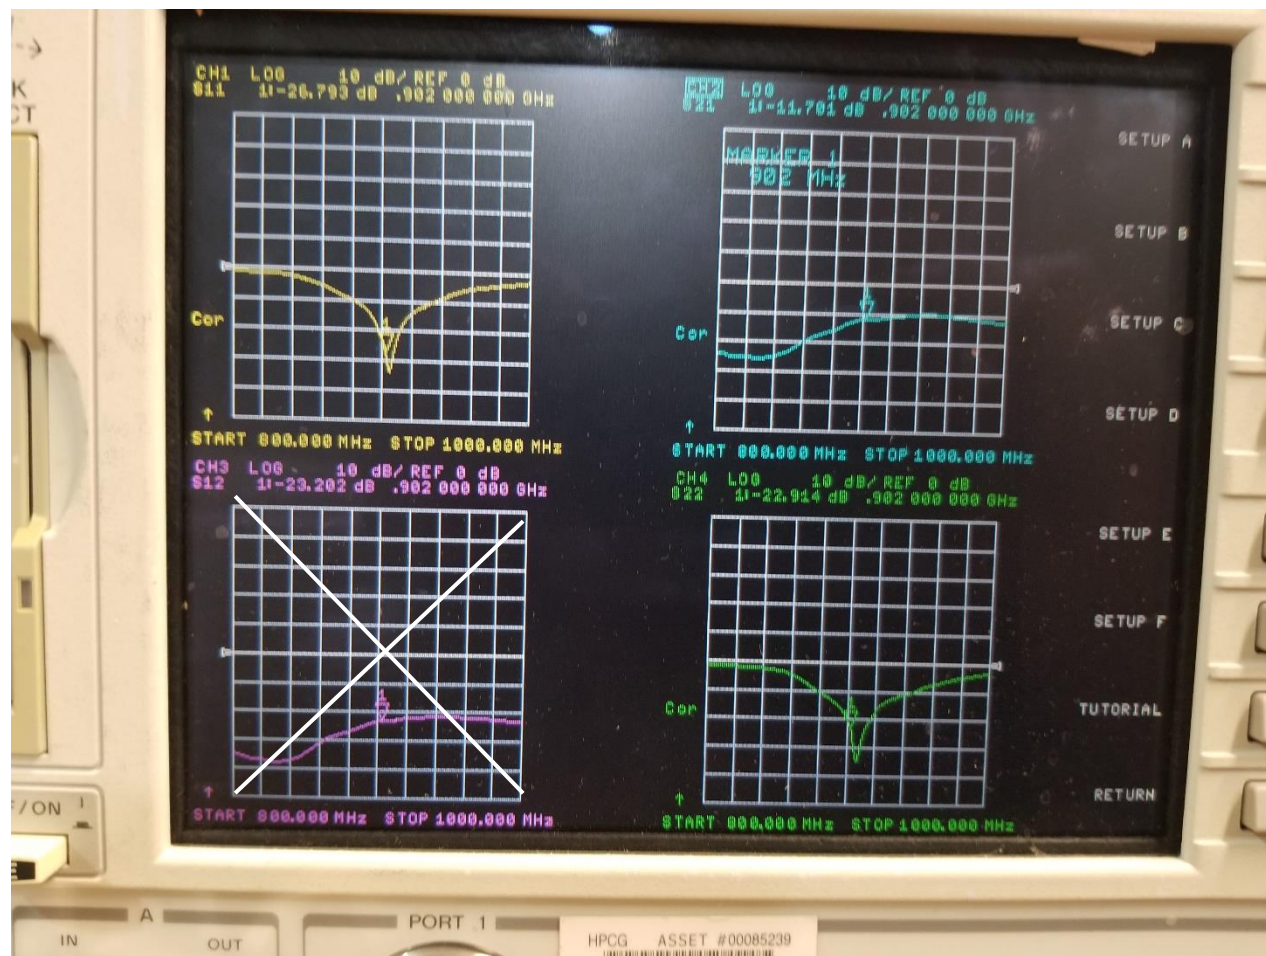 CH1 LOG 10 dB/ REF 0 dB
S11 1:-26.793 dB .902 000 000 GHz
Cor
START 800.000 MHz STOP 1000.000 MHz
CH2 LOG 10 dB/ REF 0 dB
S21 1:-11.701 dB .902 000 000 GHz
MARKER 1
902 MHz
1
Cor
START 800.000 MHz STOP 1000.000 MHz
CH3 LOG 10 dB/ REF 0 dB
S12 1:-23.202 dB .902 000 000 GHz
1
START 800.000 MHz STOP 1000.000 MHz
CH4 LOG 10 dB/ REF 0 dB
S22 1:-22.914 dB .902 000 000 GHz
Cor
START 800.000 MHz STOP 1000.000 MHz
SETUP A
SETUP B
SETUP C
SETUP D
SETUP E
SETUP F
TUTORIAL
RETURN
/ON
A
IN OUT
PORT 1
HPCG ASSET #00085239